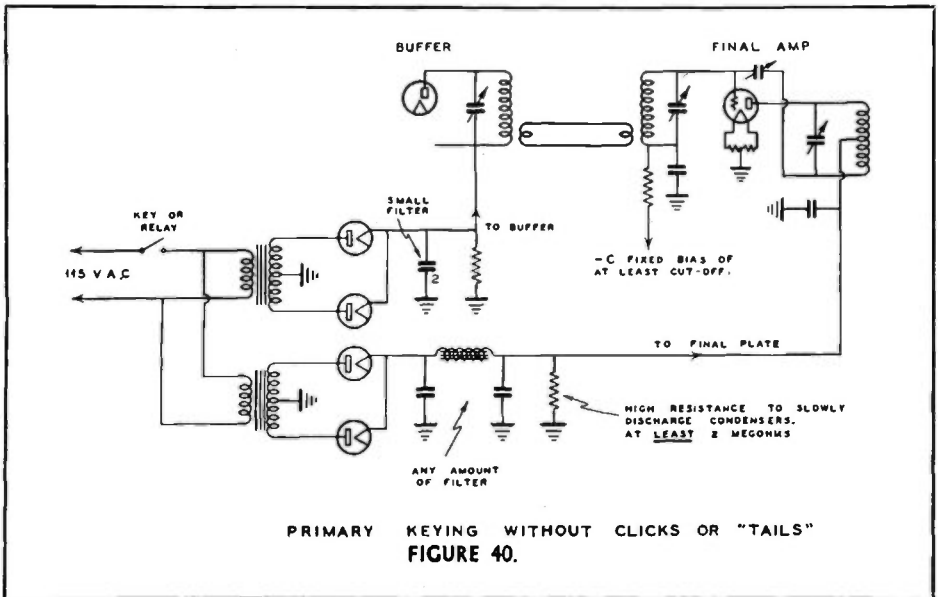 BUFFER
FINAL AMP
KEY OR
RELAY
115 V A.C
SMALL
FILTER
2
TO BUFFER
-C FIXED BIAS OF
AT LEAST CUT-OFF.
TO FINAL PLATE
HIGH RESISTANCE TO SLOWLY
DISCHARGE CONDENSERS.
AT LEAST 2 MEGOHMS
ANY AMOUNT
OF FILTER
PRIMARY KEYING WITHOUT CLICKS OR "TAILS"
FIGURE 40.